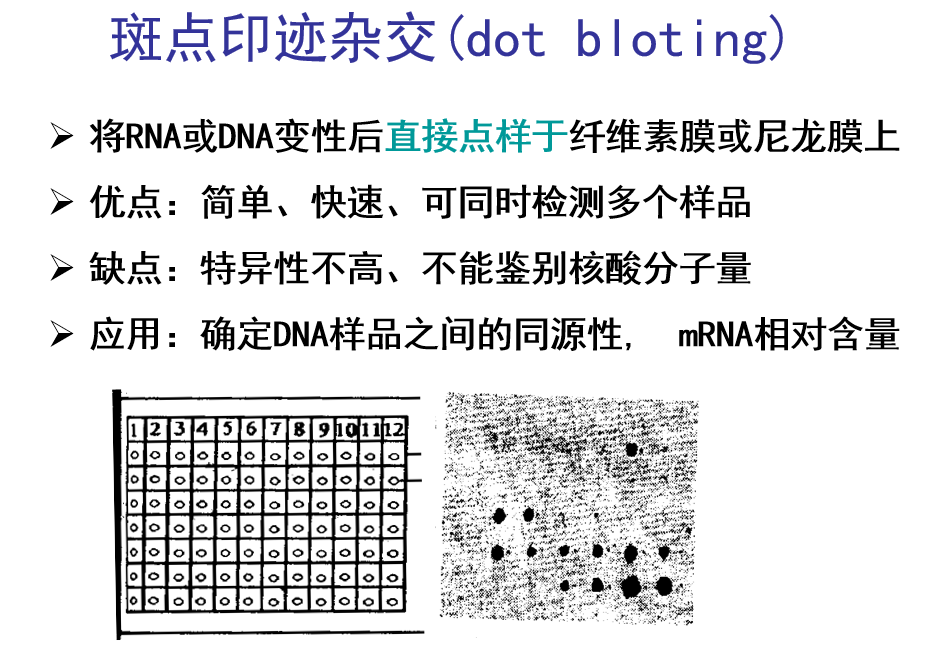 斑点印迹杂交(dot bloting)
➢ 将RNA或DNA变性后直接点样于纤维素膜或尼龙膜上
➢ 优点：简单、快速、可同时检测多个样品
➢ 缺点：特异性不高、不能鉴别核酸分子量
➢ 应用：确定DNA样品之间的同源性, mRNA相对含量
1 2 3 4 5 6 7 8 9 10 11 12